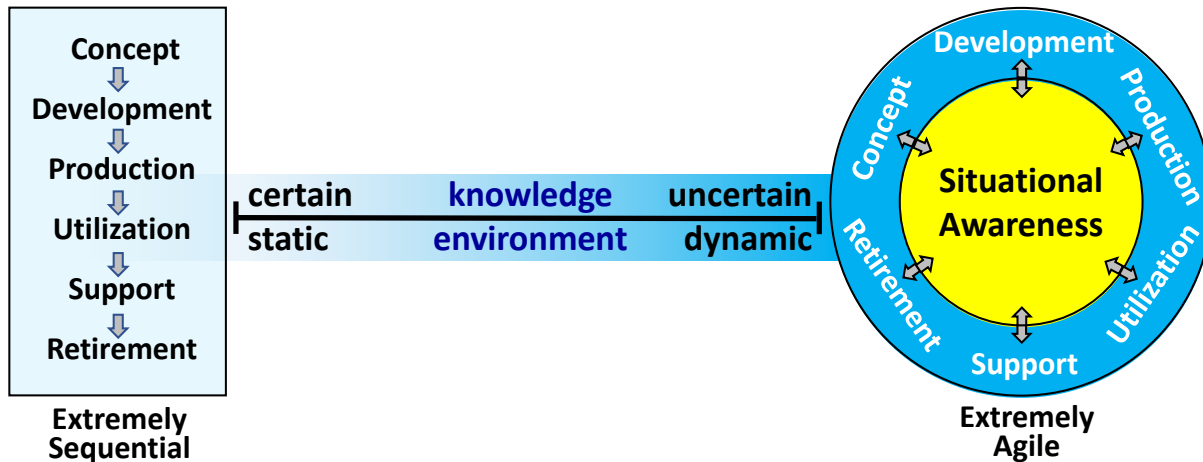 Concept
Development
Production
Utilization
Support
Retirement
Extremely
Sequential
certain knowledge uncertain
static environment dynamic
Development
Concept
Production
Situational
Awareness
Retirement
Utilization
Support
Extremely
Agile